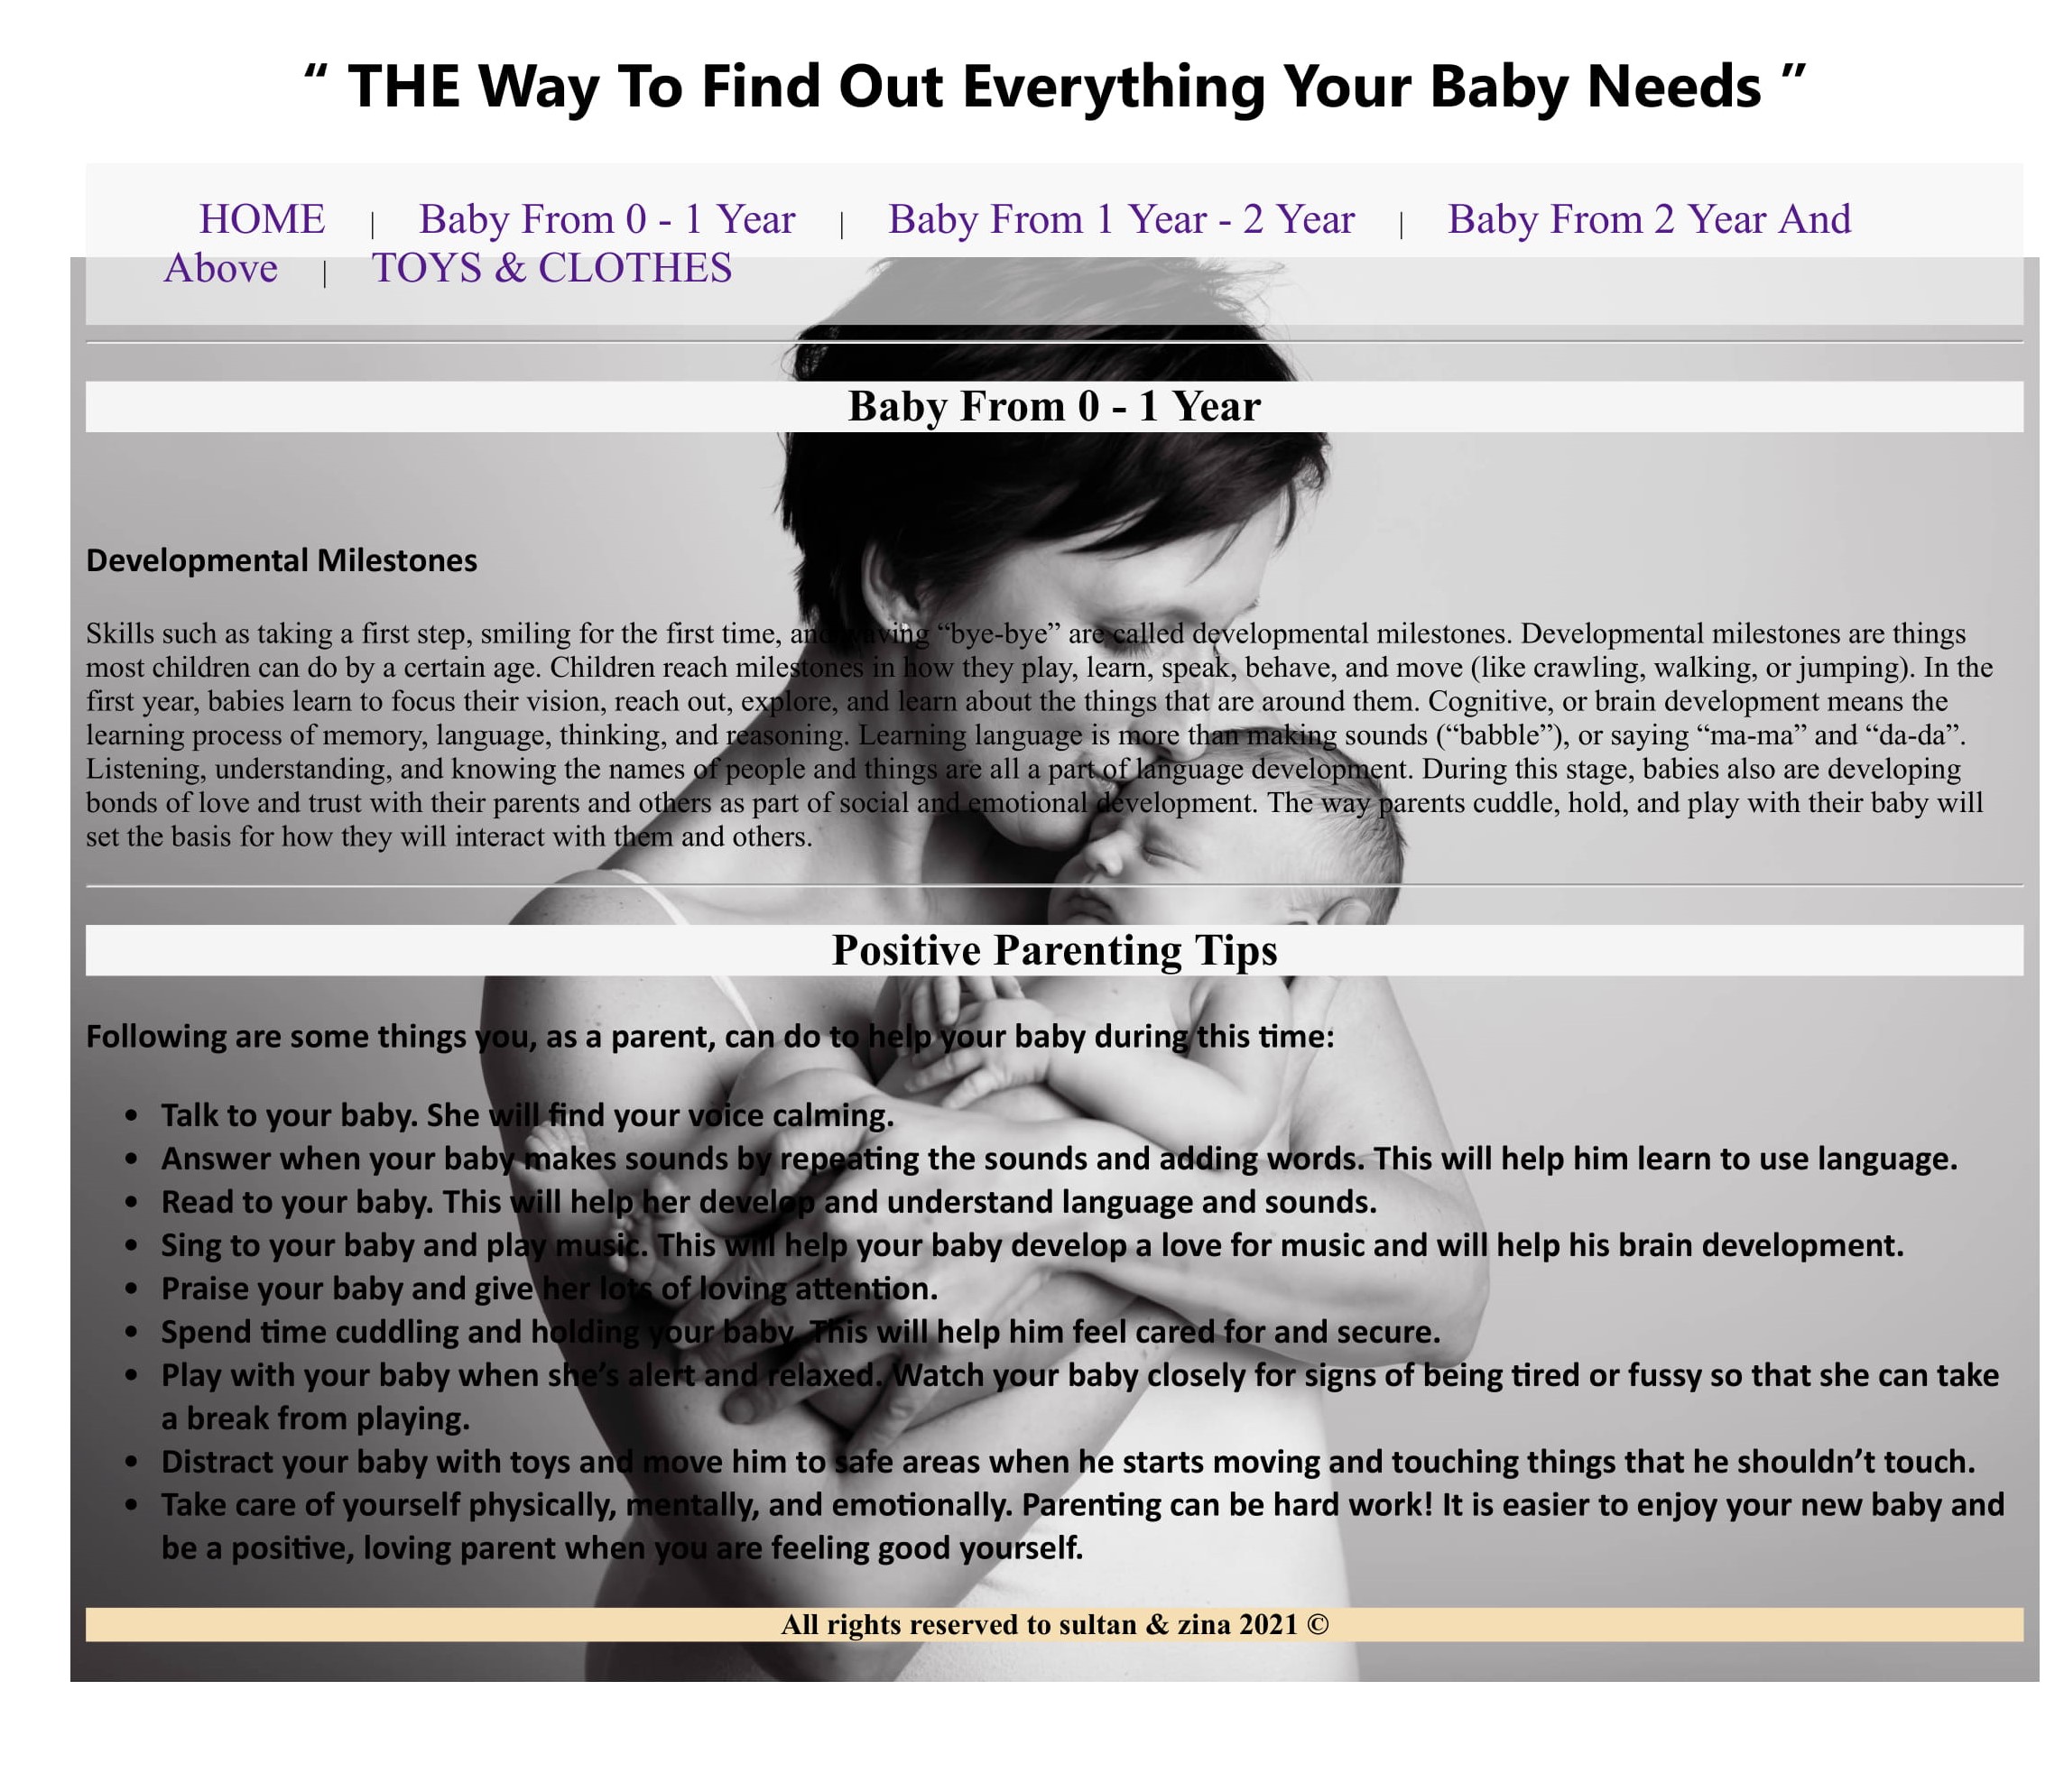 “ THE Way To Find Out Everything Your Baby Needs ”
HOME | Baby From 0 - 1 Year | Baby From 1 Year - 2 Year | Baby From 2 Year And
Above | TOYS & CLOTHES
Baby From 0 - 1 Year
Developmental Milestones
Skills such as taking a first step, smiling for the first time, and waving “bye-bye” are called developmental milestones. Developmental milestones are things
most children can do by a certain age. Children reach milestones in how they play, learn, speak, behave, and move (like crawling, walking, or jumping). In the
first year, babies learn to focus their vision, reach out, explore, and learn about the things that are around them. Cognitive, or brain development means the
learning process of memory, language, thinking, and reasoning. Learning language is more than making sounds (“babble”), or saying “ma-ma” and “da-da”.
Listening, understanding, and knowing the names of people and things are all a part of language development. During this stage, babies also are developing
bonds of love and trust with their parents and others as part of social and emotional development. The way parents cuddle, hold, and play with their baby will
set the basis for how they will interact with them and others.
Positive Parenting Tips
Following are some things you, as a parent, can do to help your baby during this time:
• Talk to your baby. She will find your voice calming.
• Answer when your baby makes sounds by repeating the sounds and adding words. This will help him learn to use language.
• Read to your baby. This will help her develop and understand language and sounds.
• Sing to your baby and play music. This will help your baby develop a love for music and will help his brain development.
• Praise your baby and give her lots of loving attention.
• Spend time cuddling and holding your baby. This will help him feel cared for and secure.
• Play with your baby when she’s alert and relaxed. Watch your baby closely for signs of being tired or fussy so that she can take
a break from playing.
• Distract your baby with toys and move him to safe areas when he starts moving and touching things that he shouldn’t touch.
• Take care of yourself physically, mentally, and emotionally. Parenting can be hard work! It is easier to enjoy your new baby and
be a positive, loving parent when you are feeling good yourself.
All rights reserved to sultan & zina 2021 ©